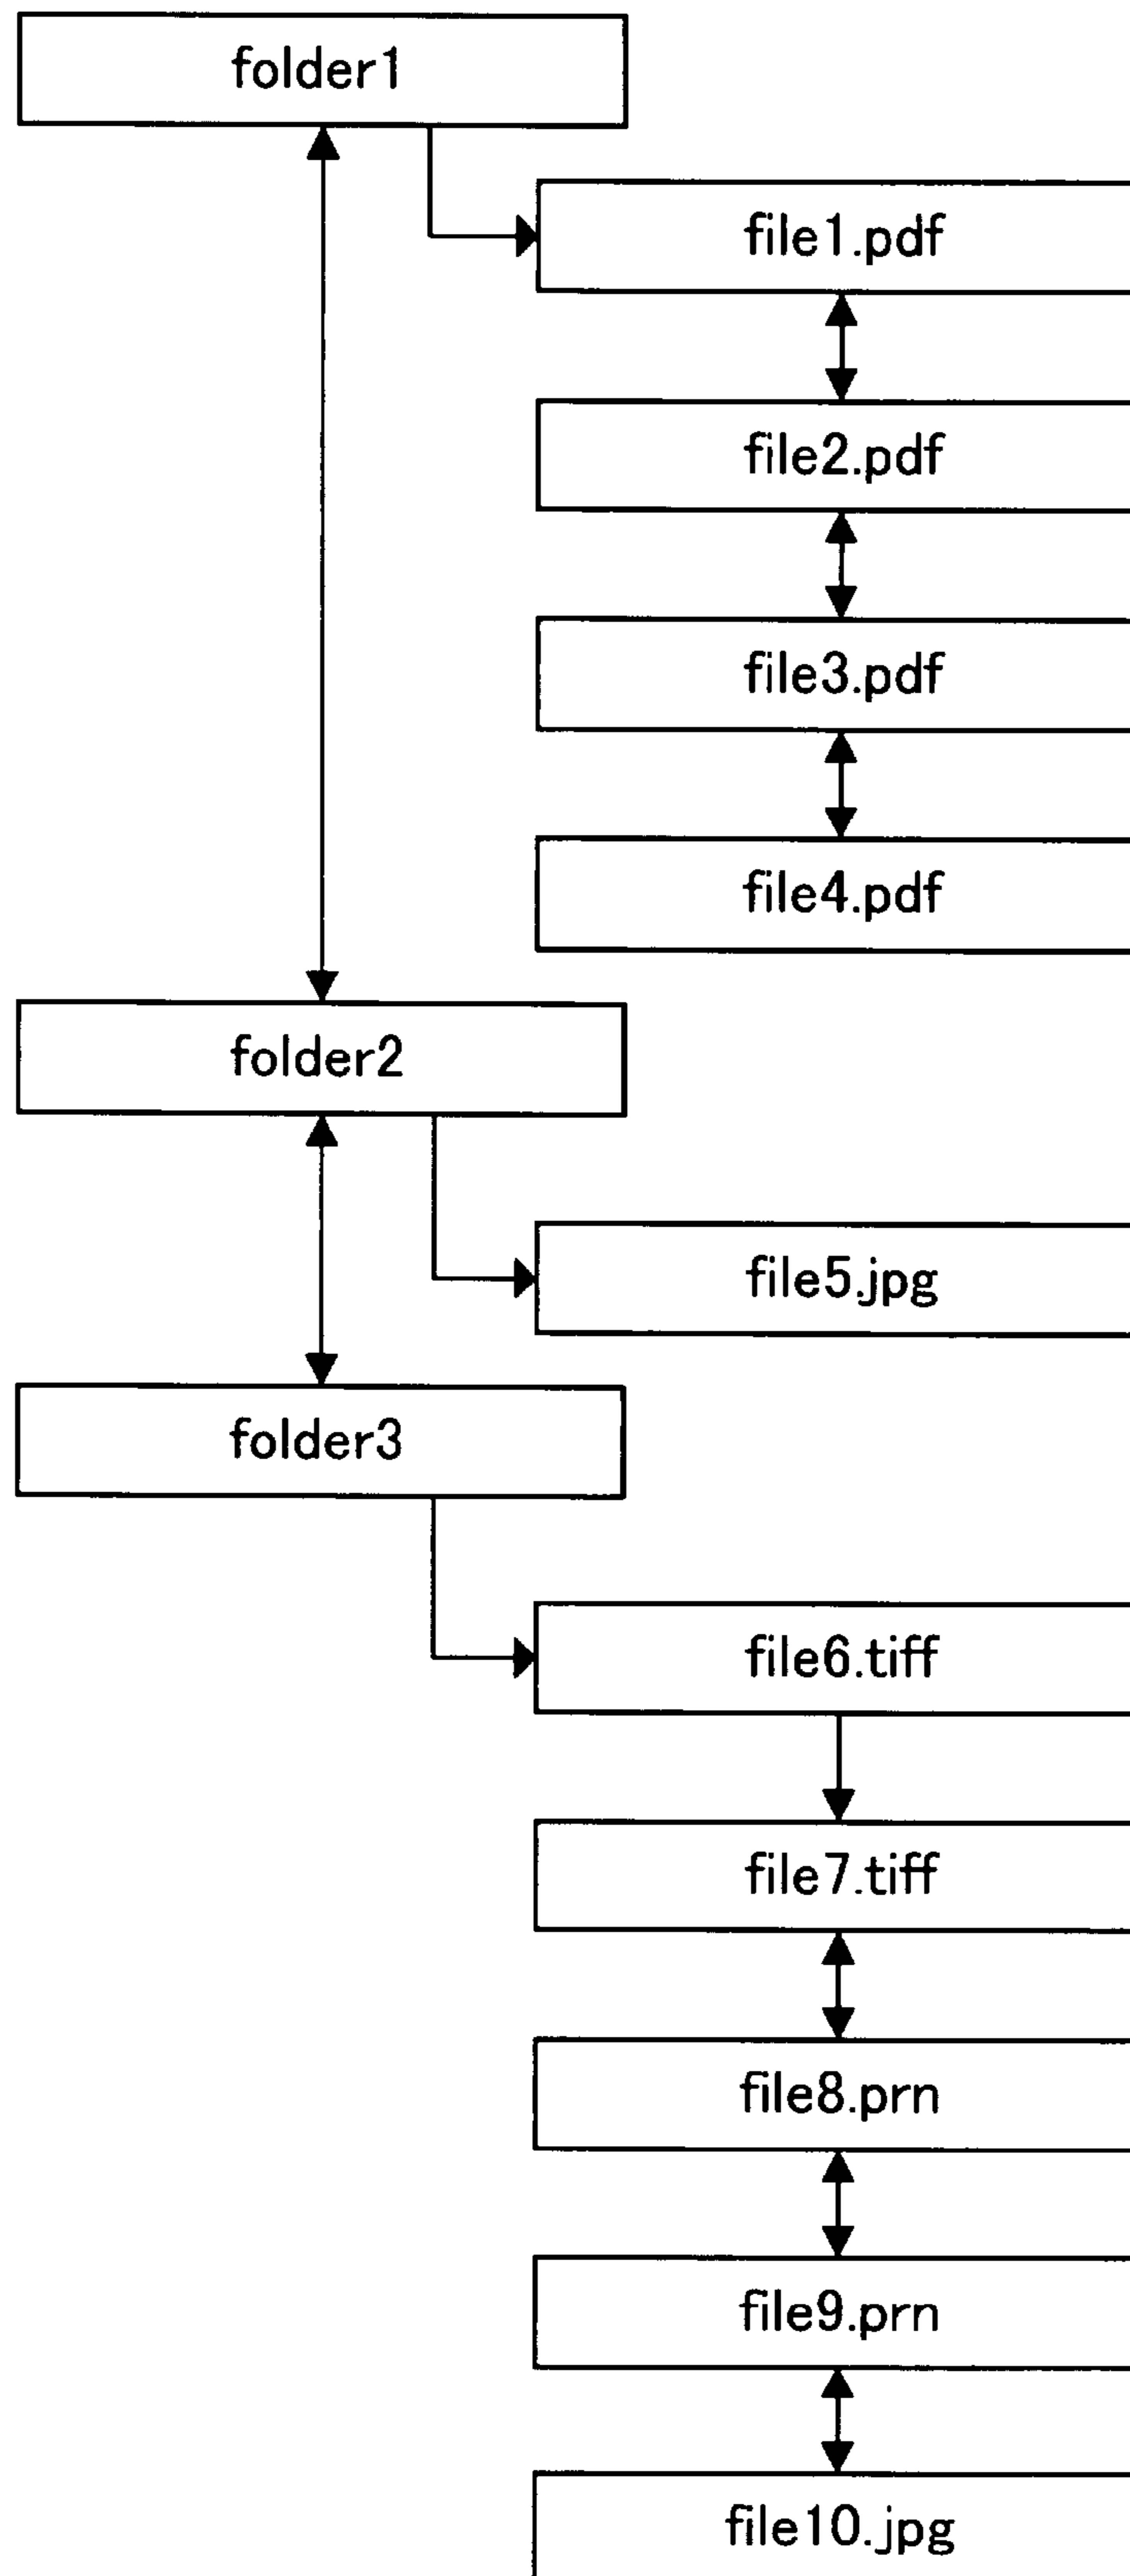 folder1
file1.pdf
file2.pdf
file3.pdf
file4.pdf
folder2
file5.jpg
folder3
file6.tiff
file7.tiff
file8.prn
file9.prn
file10.jpg